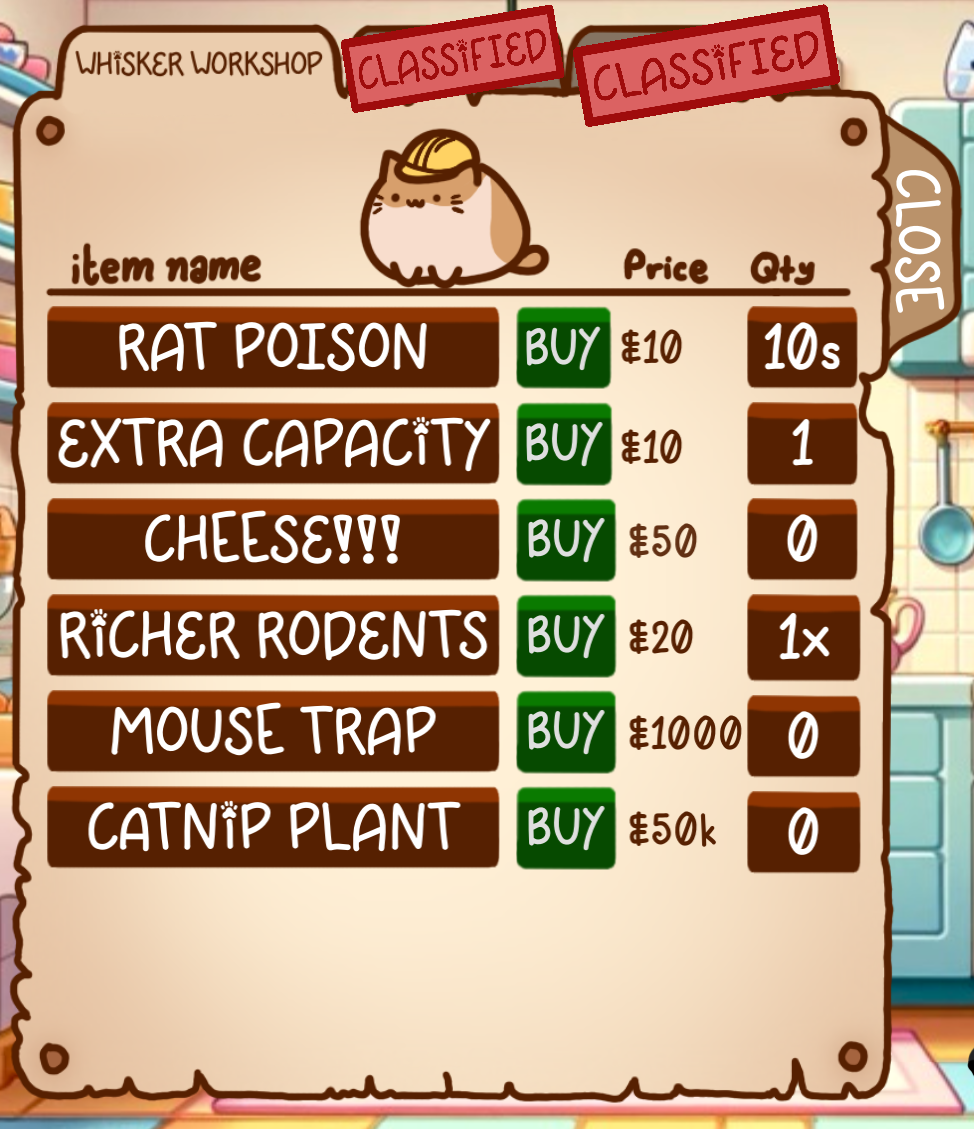 WHISKER WORKSHOP
CLASSIFIED
CLASSIFIED
CLOSE
item name Price Qty
RAT POISON BUY ₤10 10s
EXTRA CAPACITY BUY ₤10 1
CHEESE!!! BUY ₤50 0
RICHER RODENTS BUY ₤20 1x
MOUSE TRAP BUY ₤1000 0
CATNIP PLANT BUY ₤50k 0